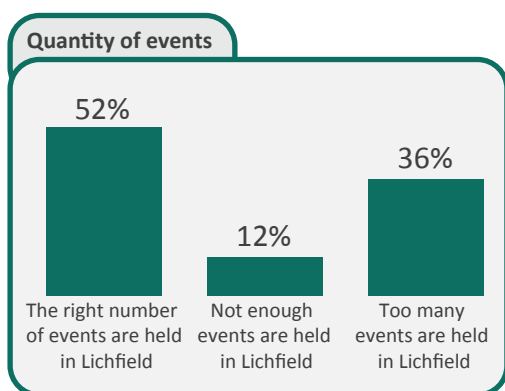 Quantity of events
52%
12%
36%
The right number
of events are held
in Lichfield
Not enough
events are held
in Lichfield
Too many
events are held
in Lichfield